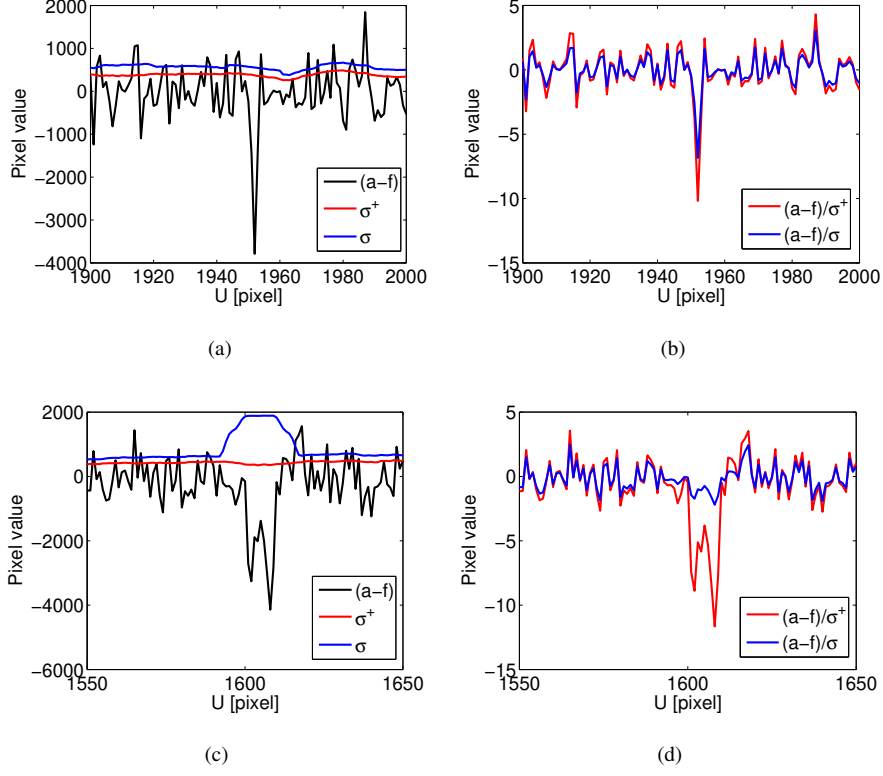 2000
1000
0
−1000
−2000
−3000
−4000
Pixel value
1900 1920 1940 1960 1980 2000
U [pixel]
(a−f)
σ⁺
σ
(a)
5
0
−5
−10
−15
Pixel value
1900 1920 1940 1960 1980 2000
U [pixel]
(a−f)/σ⁺
(a−f)/σ
(b)
2000
0
−2000
−4000
−6000
Pixel value
1550 1600 1650
U [pixel]
(a−f)
σ⁺
σ
(c)
5
0
−5
−10
−15
Pixel value
1550 1600 1650
U [pixel]
(a−f)/σ⁺
(a−f)/σ
(d)